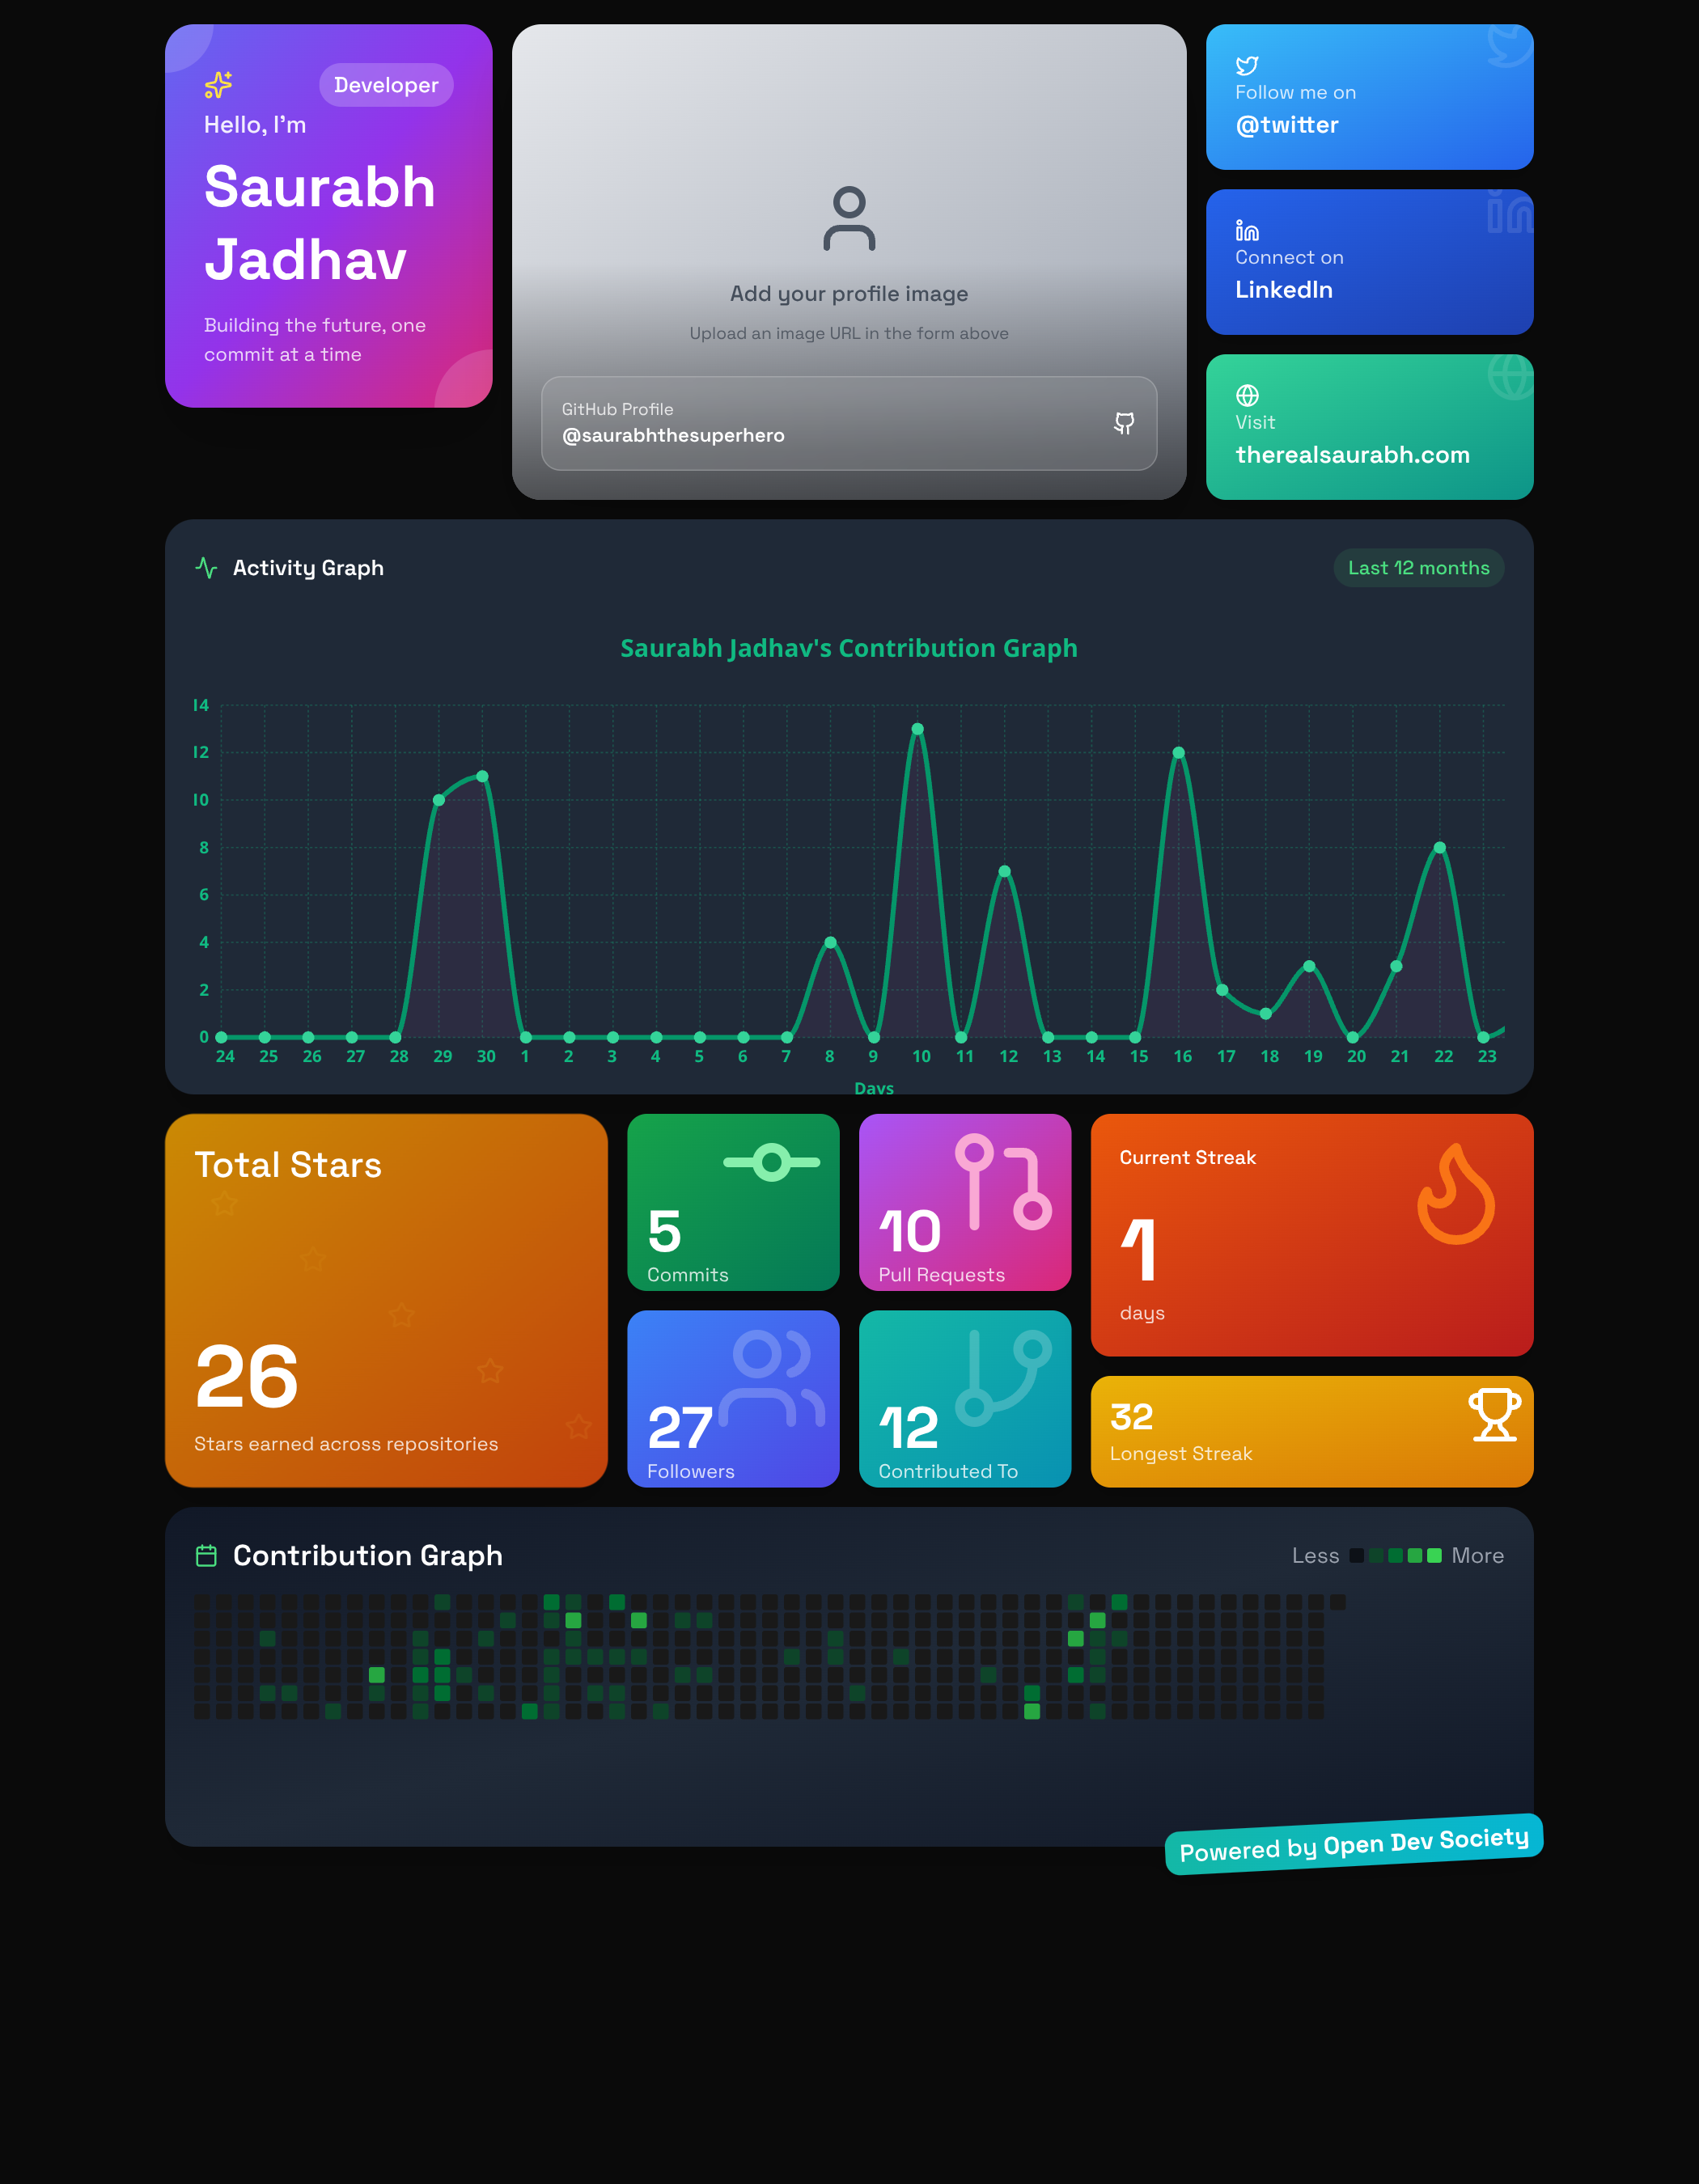 Developer
Hello, I'm
Saurabh
Jadhav
Building the future, one
commit at a time
Add your profile image
Upload an image URL in the form above
GitHub Profile
@saurabhthesuperhero
Follow me on
@twitter
Connect on
LinkedIn
Visit
therealsaurabh.com
Activity Graph
Last 12 months
Saurabh Jadhav's Contribution Graph
14
12
10
8
6
4
2
0
24 25 26 27 28 29 30 1 2 3 4 5 6 7 8 9 10 11 12 13 14 15 16 17 18 19 20 21 22 23
Days
Total Stars
26
Stars earned across repositories
5
Commits
10
Pull Requests
27
Followers
12
Contributed To
Current Streak
1
days
32
Longest Streak
Contribution Graph
Less More
Powered by Open Dev Society